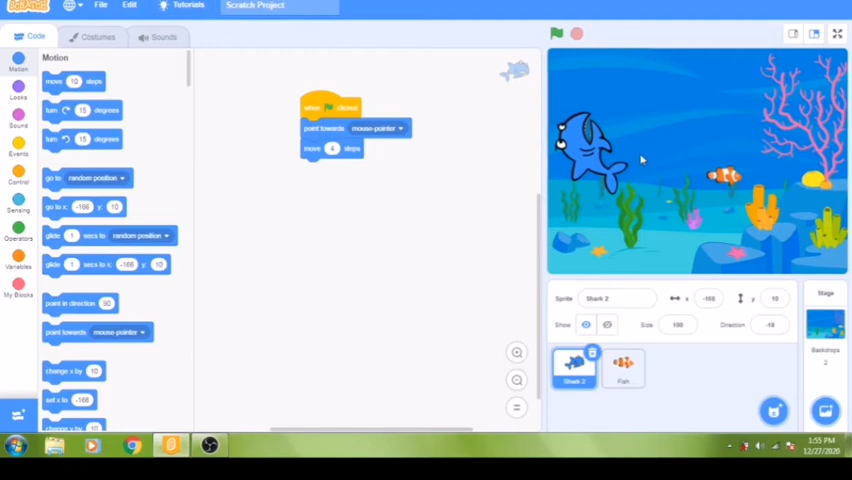 SCRATCH File Edit Tutorials Scratch Project
Code Costumes Sounds
Motion
Looks
Sound
Events
Control
Sensing
Operators
Variables
My Blocks
Motion
move 10 steps
turn 15 degrees
turn 15 degrees
go to random position
go to x: -166 y: 10
glide 1 secs to random position
glide 1 secs to x: -166 y: 10
point in direction 90
point towards mouse-pointer
change x by 10
set x to -166
change y by 10
when clicked
point towards mouse-pointer
move 4 steps
Sprite Shark 2 x -166 y 10
Show Size 100 Direction -18
Shark 2
Fish
Stage
Backdrops
2
1:55 PM
12/27/2020